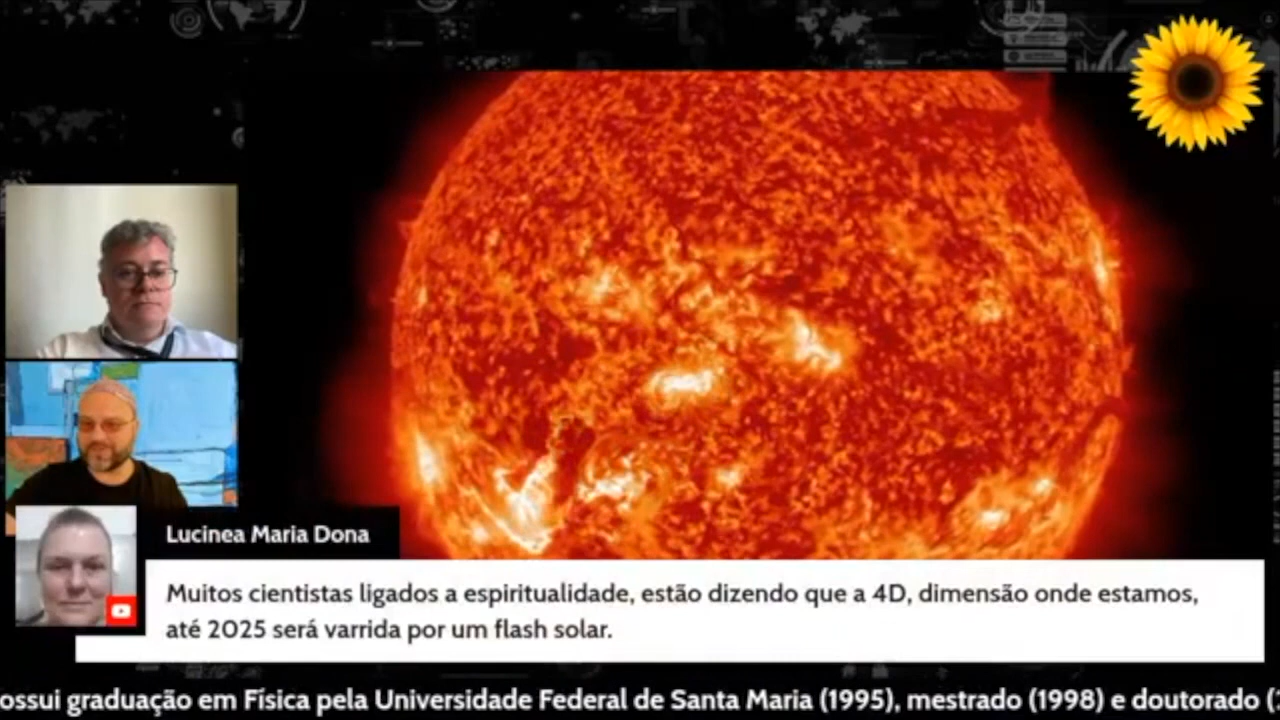 Lucinea Maria Dona
Muitos cientistas ligados a espiritualidade, estão dizendo que a 4D, dimensão onde estamos,
até 2025 será varrida por um flash solar.
ossui graduação em Física pela Universidade Federal de Santa Maria (1995), mestrado (1998) e doutorado (